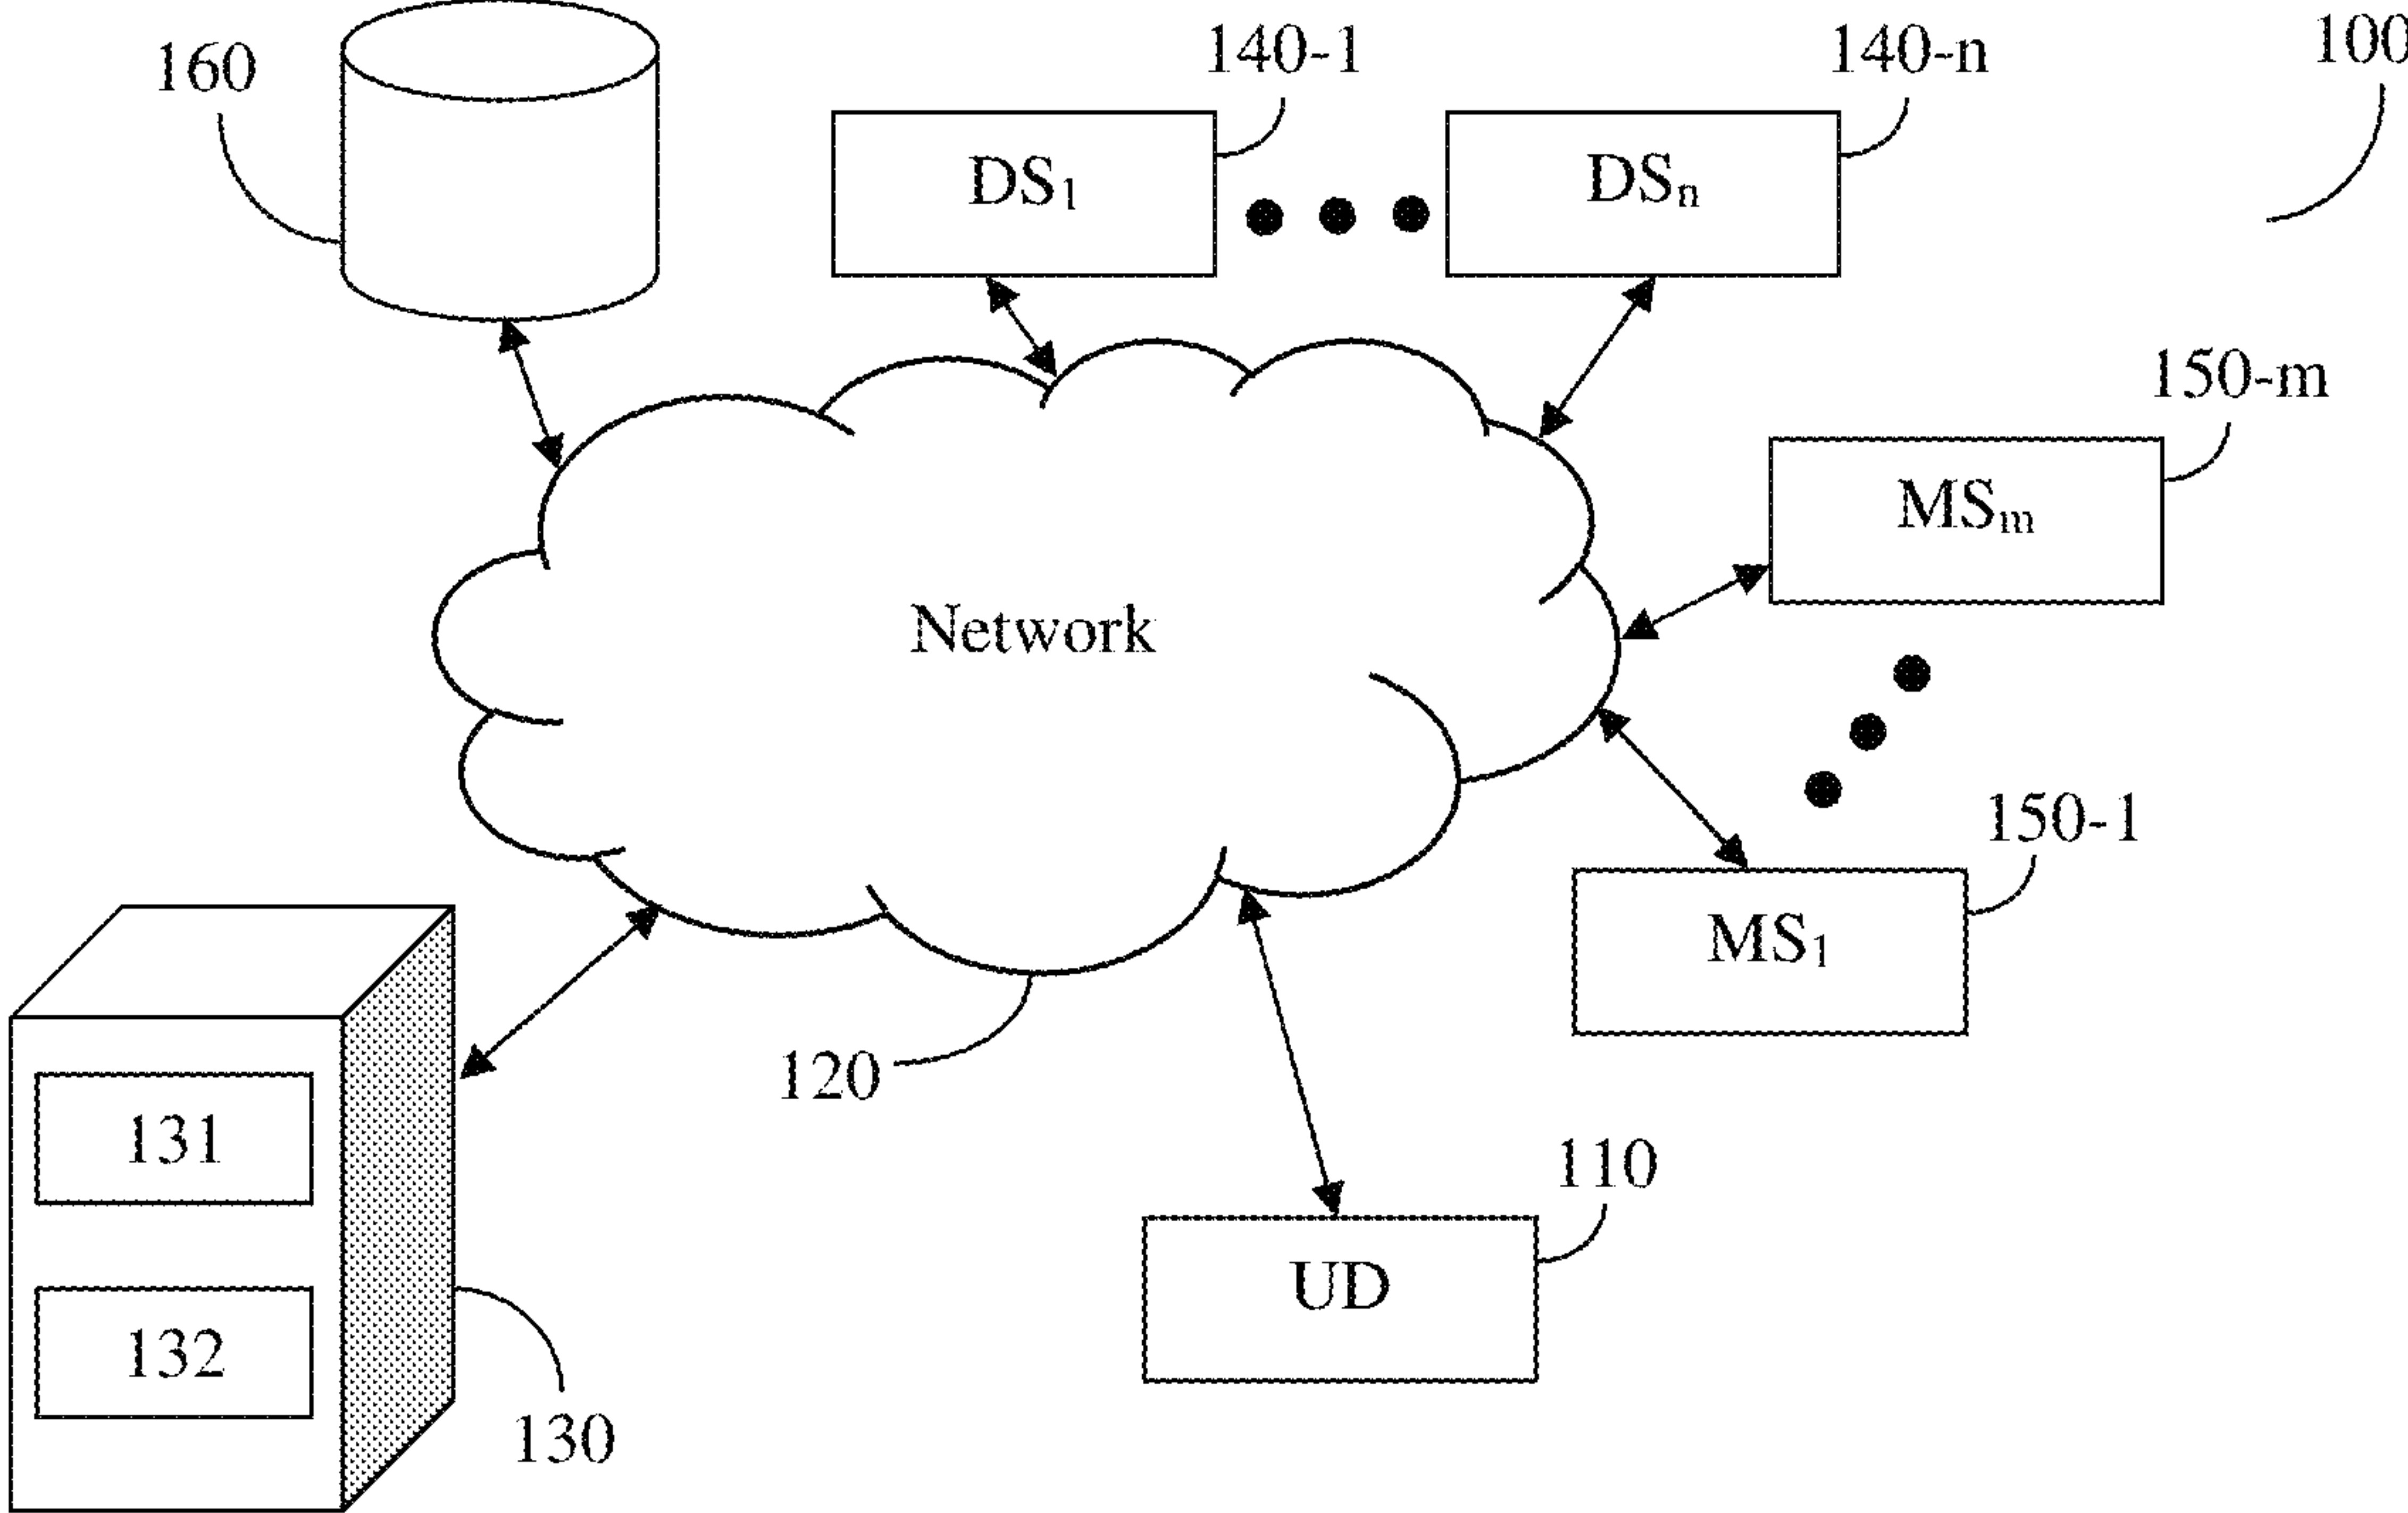 160
140-1
140-n
100
DS₁
DSₙ
150-m
MSₘ
Network
150-1
MS₁
120
131
110
UD
132
130